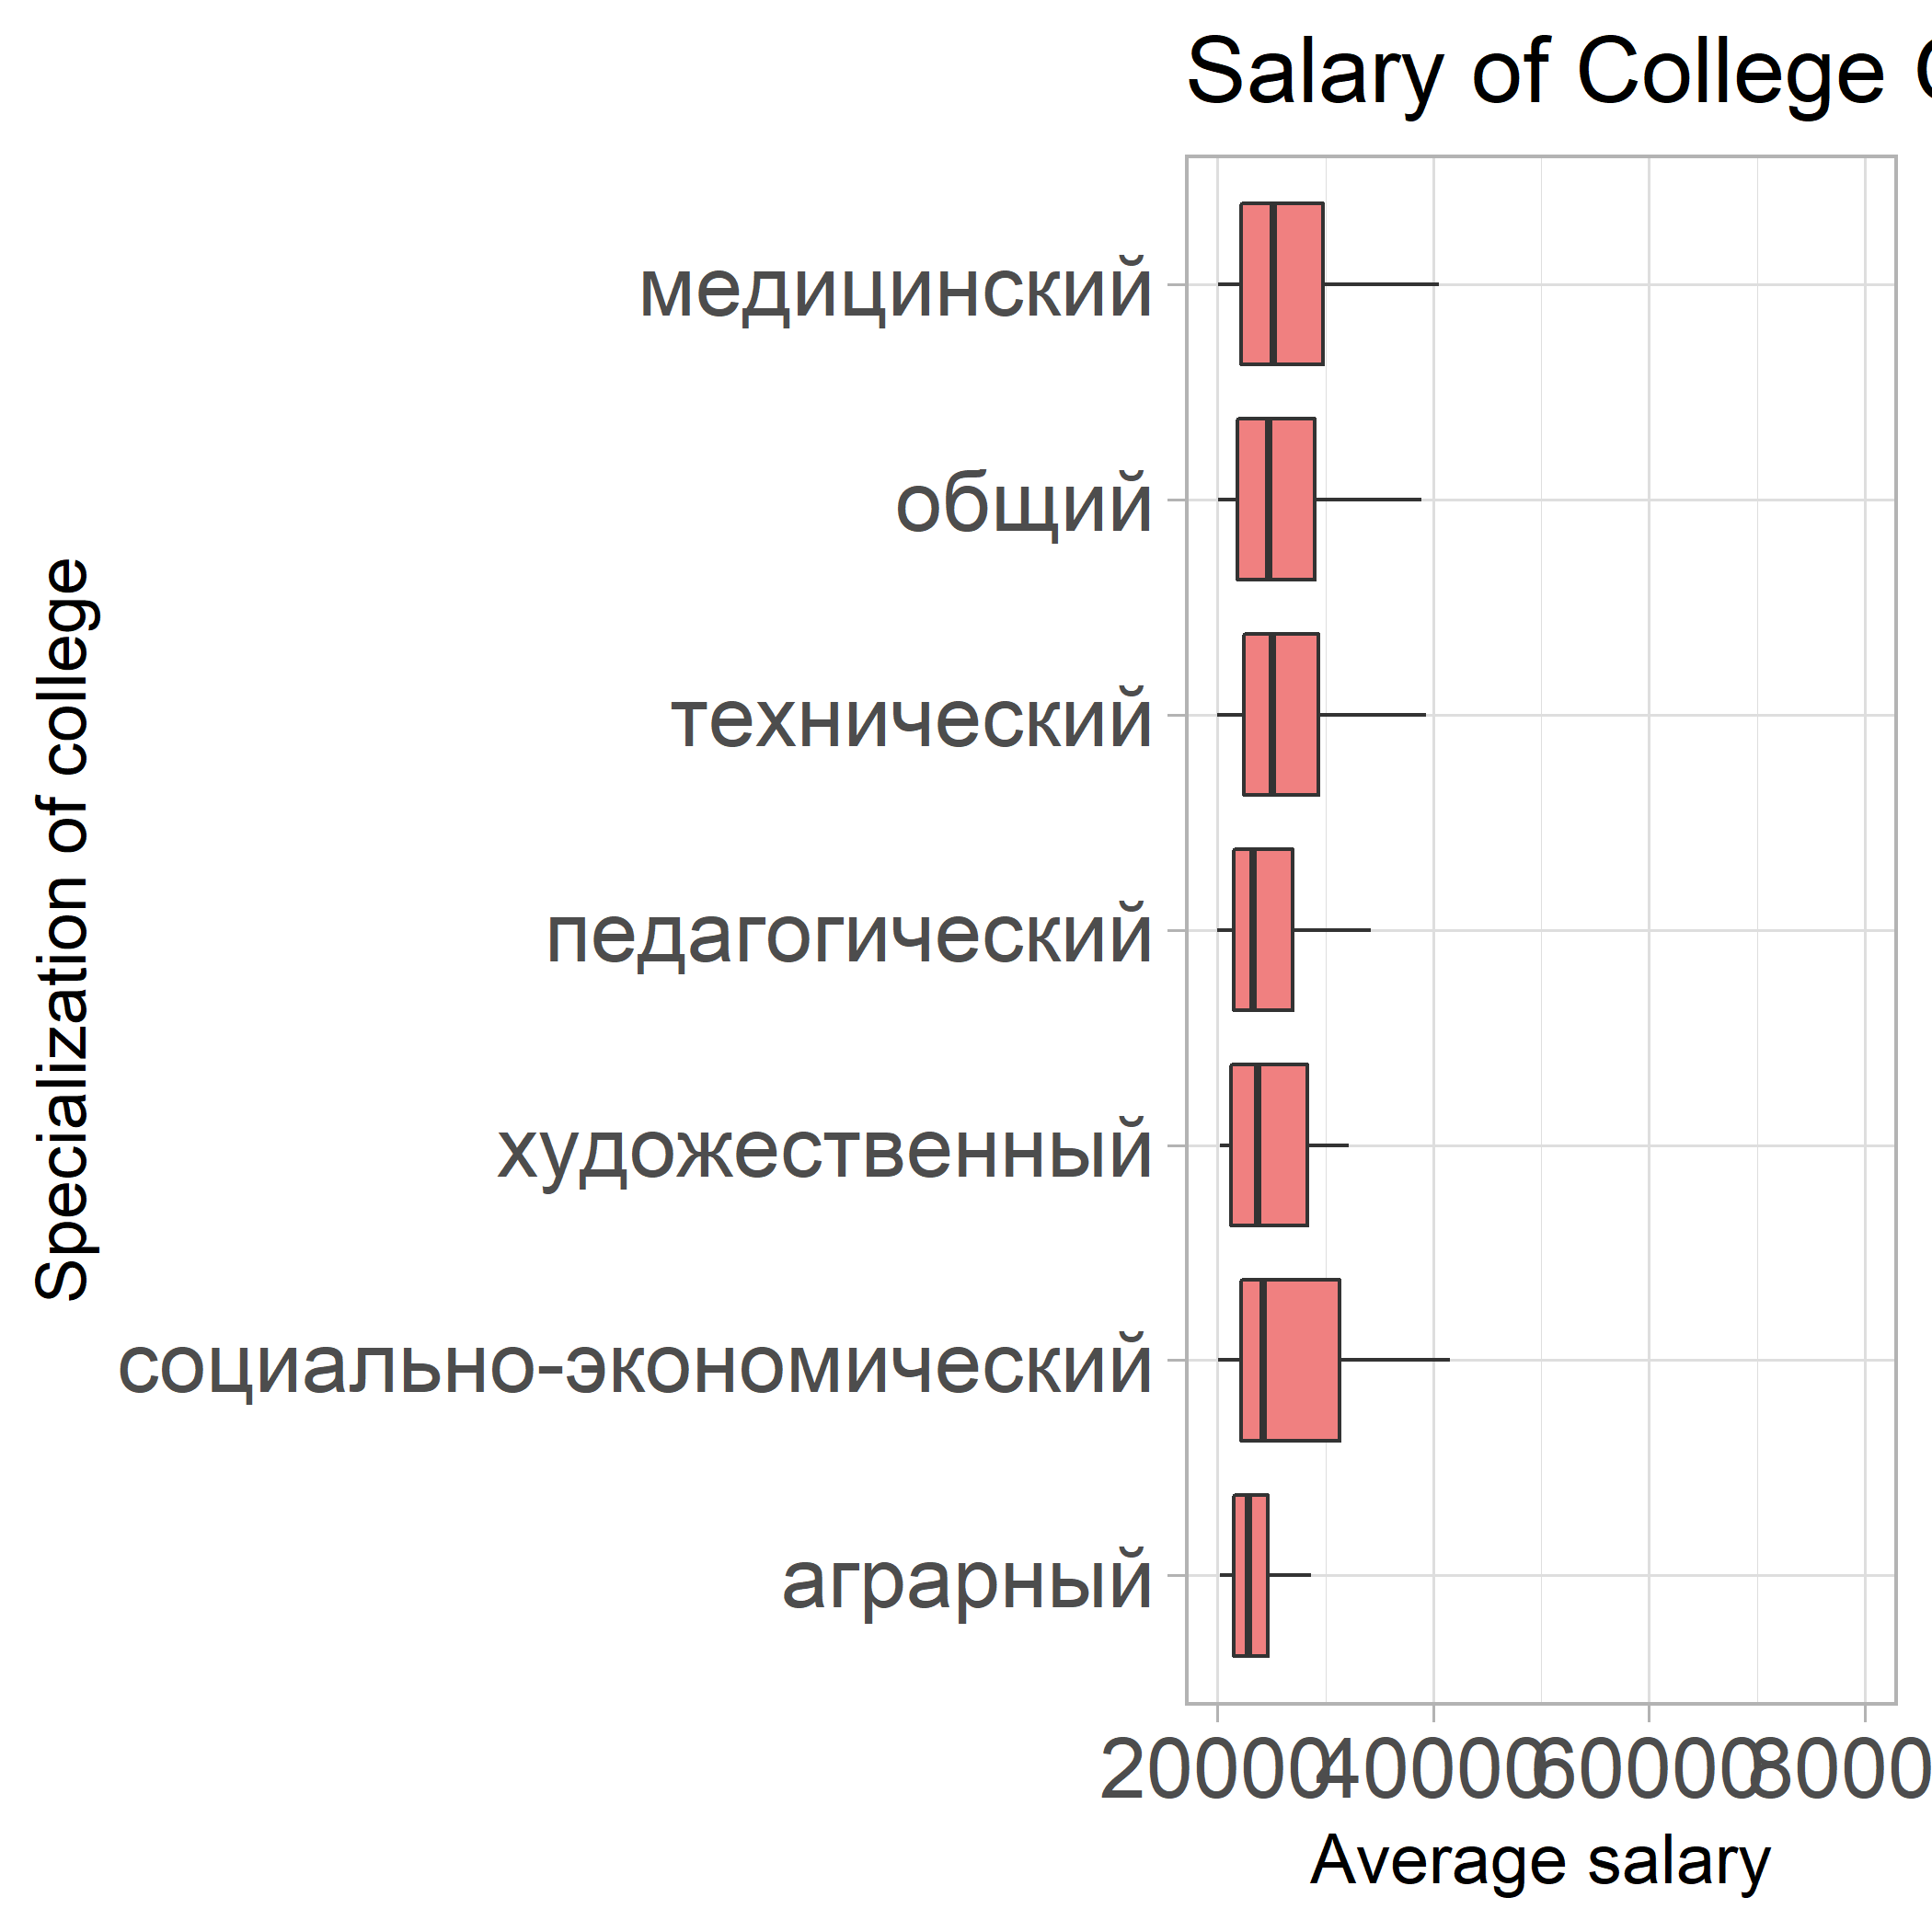 Salary of College
Specialization of college
медицинский
общий
технический
педагогический
художественный
социально-экономический
аграрный
20000 40000 60000 8000
Average salary